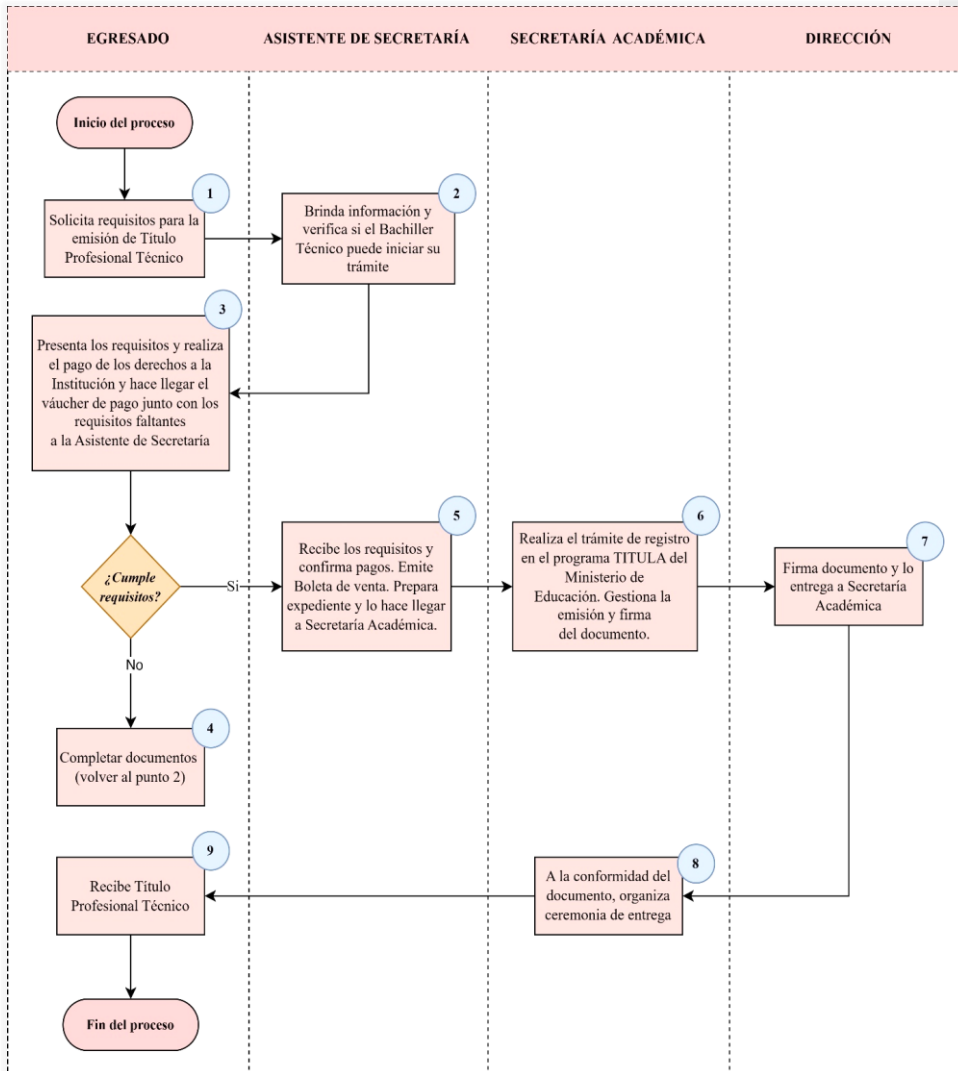 EGRESADO
ASISTENTE DE SECRETARÍA
SECRETARÍA ACADÉMICA
DIRECCIÓN
Inicio del proceso
1
Solicita requisitos para la
emisión de Título
Profesional Técnico
2
Brinda información y
verifica si el Bachiller
Técnico puede iniciar su
trámite
3
Presenta los requisitos y realiza
el pago de los derechos a la
Institución y hace llegar el
váucher de pago junto con los
requisitos faltantes
a la Asistente de Secretaría
¿Cumple
requisitos?
Si
No
4
Completar documentos
(volver al punto 2)
5
Recibe los requisitos y
confirma pagos. Emite
Boleta de venta. Prepara
expediente y lo hace llegar
a Secretaría Académica.
6
Realiza el trámite de registro
en el programa TITULA del
Ministerio de
Educación. Gestiona la
emisión y firma
del documento.
7
Firma documento y lo
entrega a Secretaría
Académica
8
A la conformidad del
documento, organiza
ceremonia de entrega
9
Recibe Título
Profesional Técnico
Fin del proceso